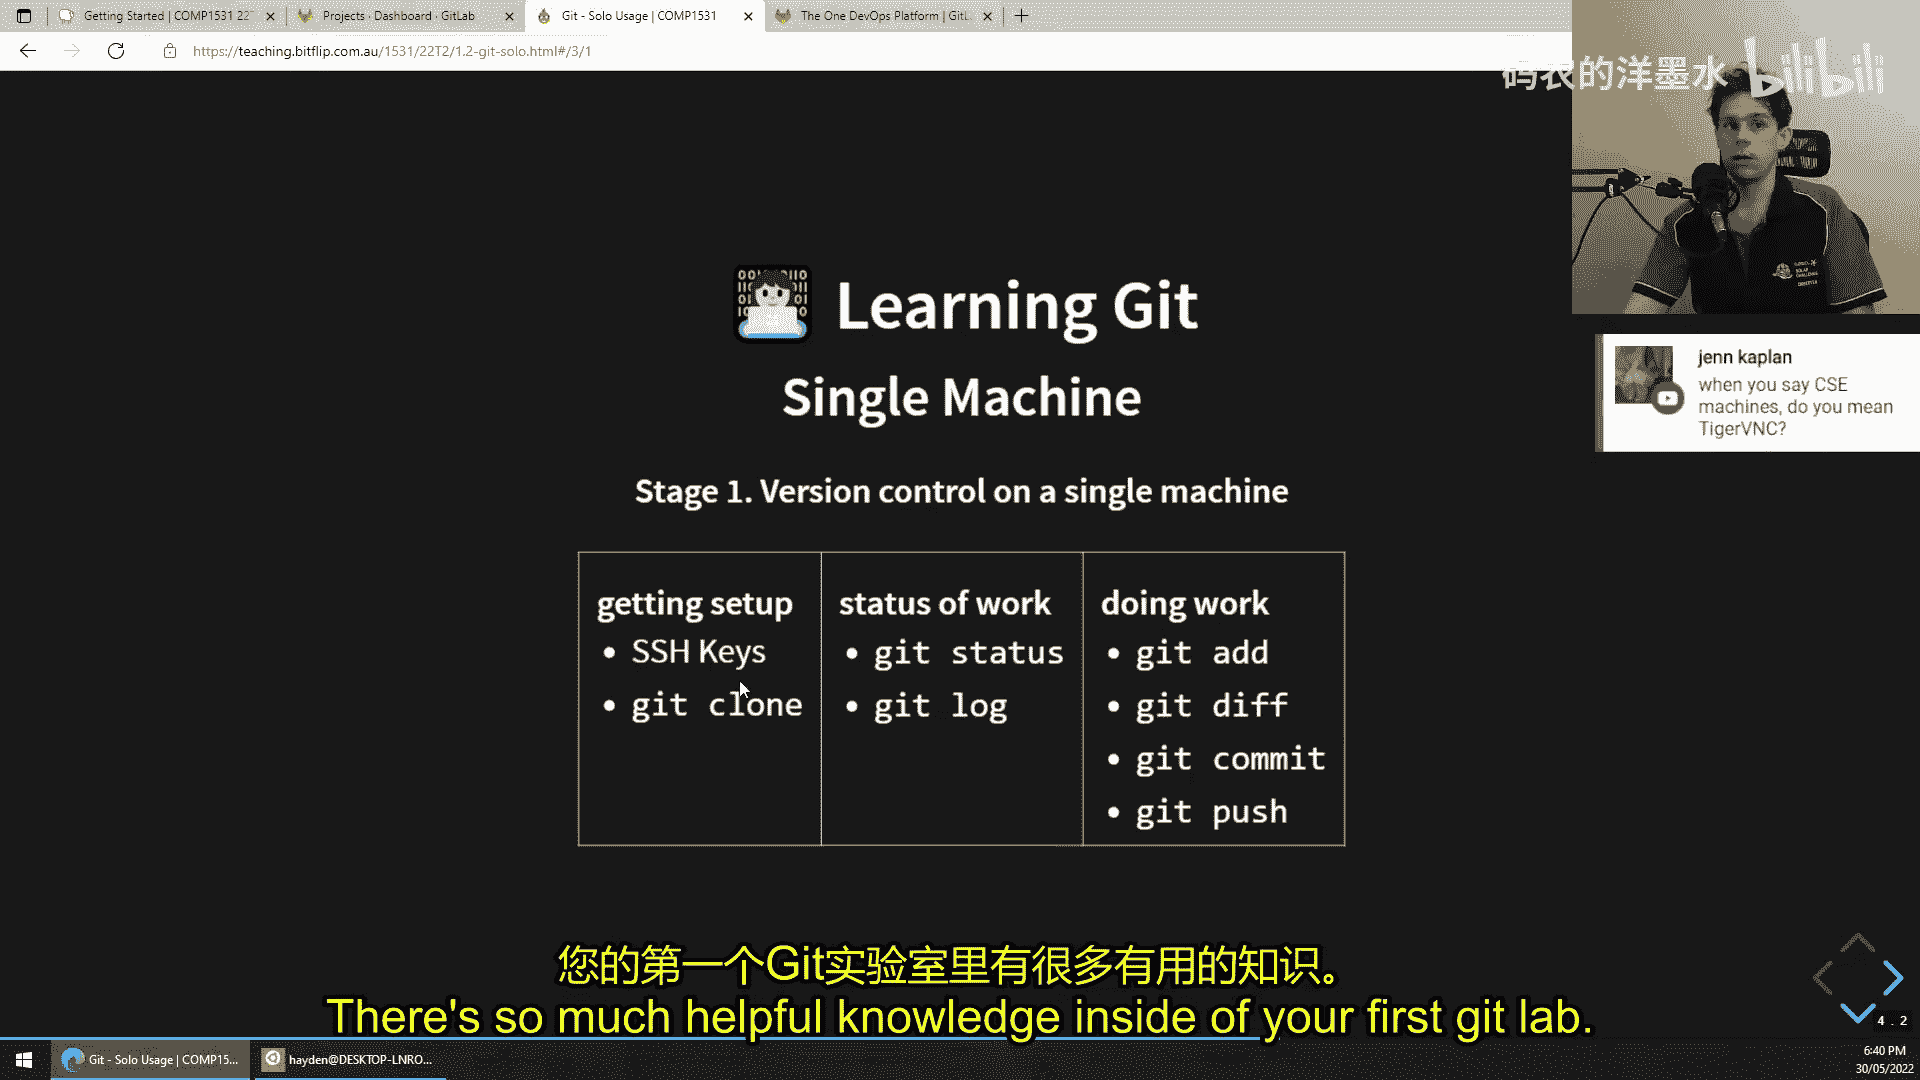 Getting Started | COMP1531 22
Projects · Dashboard · GitLab
Git - Solo Usage | COMP1531
The One DevOps Platform | GitL
https://teaching.bitflip.com.au/1531/22T2/1.2-git-solo.html#/3/1
码农的洋墨水 bilibili
Learning Git
Single Machine
Stage 1. Version control on a single machine
getting setup
• SSH Keys
• git clone
status of work
• git status
• git log
doing work
• git add
• git diff
• git commit
• git push
jenn kaplan
when you say CSE
machines, do you mean
TigerVNC?
您的第一个Git实验室里有很多有用的知识。
There's so much helpful knowledge inside of your first git lab.
4 . 2
Git - Solo Usage | COMP15...
hayden@DESKTOP-LNRO...
6:40 PM
30/05/2022